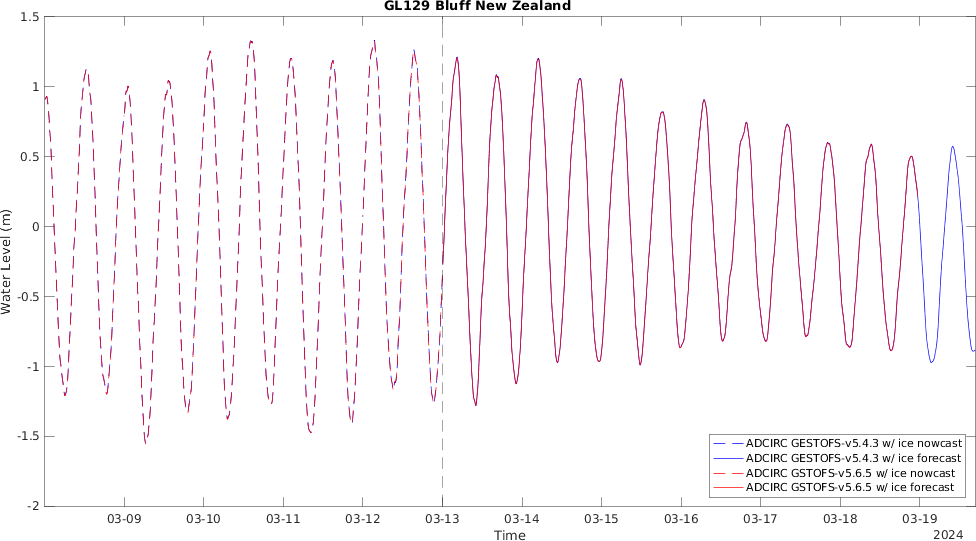 GL129 Bluff New Zealand
1.5
1
0.5
0
-0.5
-1
-1.5
-2
Water Level (m)
ADCIRC GESTOFS-v5.4.3 w/ ice nowcast
ADCIRC GESTOFS-v5.4.3 w/ ice forecast
ADCIRC GSTOFS-v5.6.5 w/ ice nowcast
ADCIRC GSTOFS-v5.6.5 w/ ice forecast
03-09 03-10 03-11 03-12 03-13 03-14 03-15 03-16 03-17 03-18 03-19
Time
2024